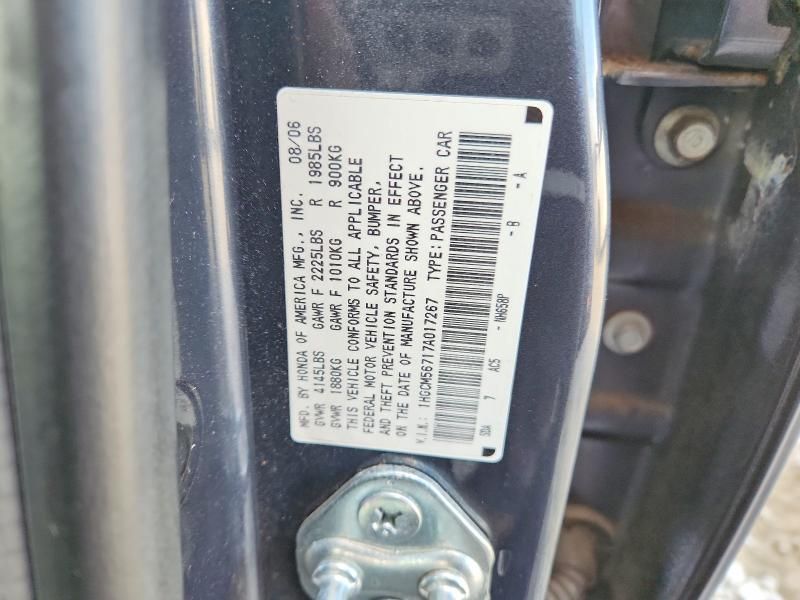 MFD. BY HONDA OF AMERICA MFG., INC. 08/06
GVWR 4145LBS GAWR F 2225LBS R 1985LBS
GVWR 1880KG GAWR F 1010KG R 900KG
THIS VEHICLE CONFORMS TO ALL APPLICABLE
FEDERAL MOTOR VEHICLE SAFETY, BUMPER,
AND THEFT PREVENTION STANDARDS IN EFFECT
ON THE DATE OF MANUFACTURE SHOWN ABOVE.
V.I.N.: 1HGCM56717A017267 TYPE: PASSENGER CAR
SDA 7 AC5 - NH658P - B - A